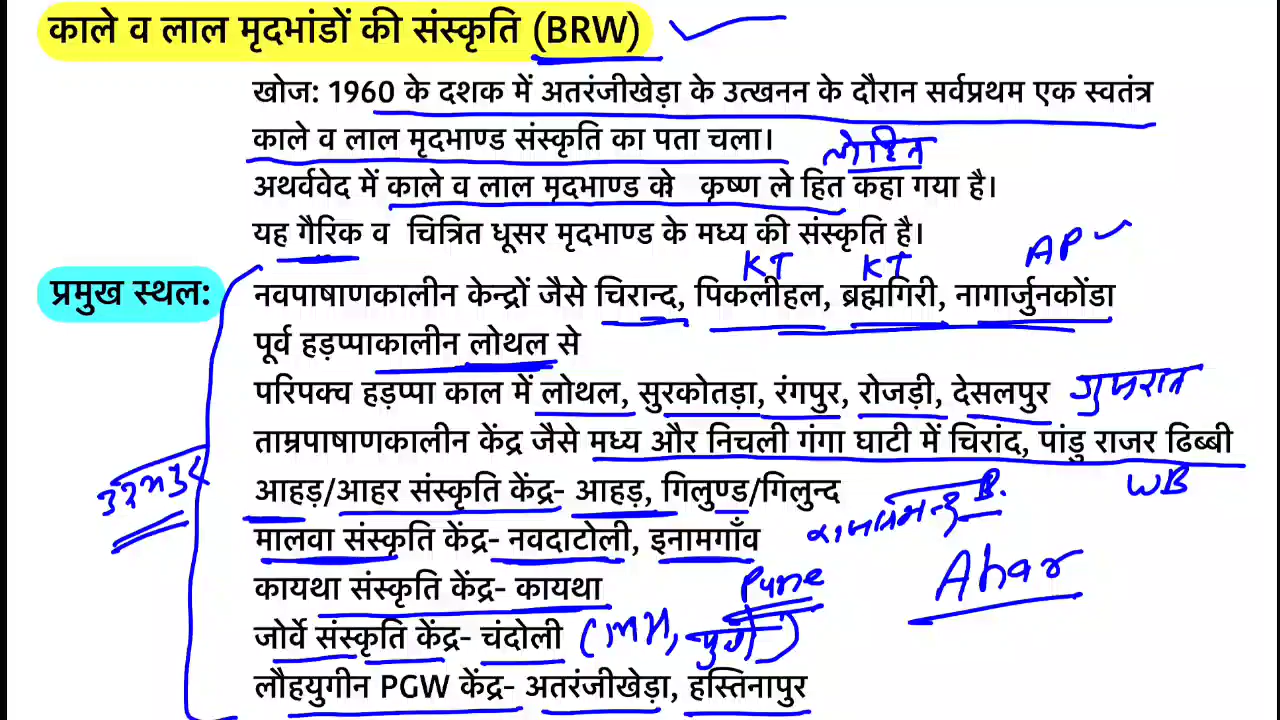 काले व लाल मृदभांडों की संस्कृति (BRW)
खोज: 1960 के दशक में अतरंजीखेड़ा के उत्खनन के दौरान सर्वप्रथम एक स्वतंत्र
काले व लाल मृदभाण्ड संस्कृति का पता चला।
लोहित
अथर्ववेद में काले व लाल मृदभाण्ड को कृष्ण लोहित कहा गया है।
यह गैरिक व चित्रित धूसर मृदभाण्ड के मध्य की संस्कृति है।
KT KT AP
प्रमुख स्थल: नवपाषाणकालीन केन्द्रों जैसे चिरान्द, पिकलीहल, ब्रह्मगिरी, नागार्जुनकोंडा
पूर्व हड़प्पाकालीन लोथल से
परिपक्व हड़प्पा काल में लोथल, सुरकोतड़ा, रंगपुर, रोजड़ी, देसलपुर गुजरात
ताम्रपाषाणकालीन केंद्र जैसे मध्य और निचली गंगा घाटी में चिरांद, पांडु राजर ढिब्बी
WB
आहड़/आहर संस्कृति केंद्र- आहड़, गिलुण्ड/गिलुन्द
B.
मालवा संस्कृति केंद्र- नवदाटोली, इनामगाँव
Ahar
कायथा संस्कृति केंद्र- कायथा
Pune
जोर्वे संस्कृति केंद्र- चंदोली
लौहयुगीन PGW केंद्र- अतरंजीखेड़ा, हस्तिनापुर